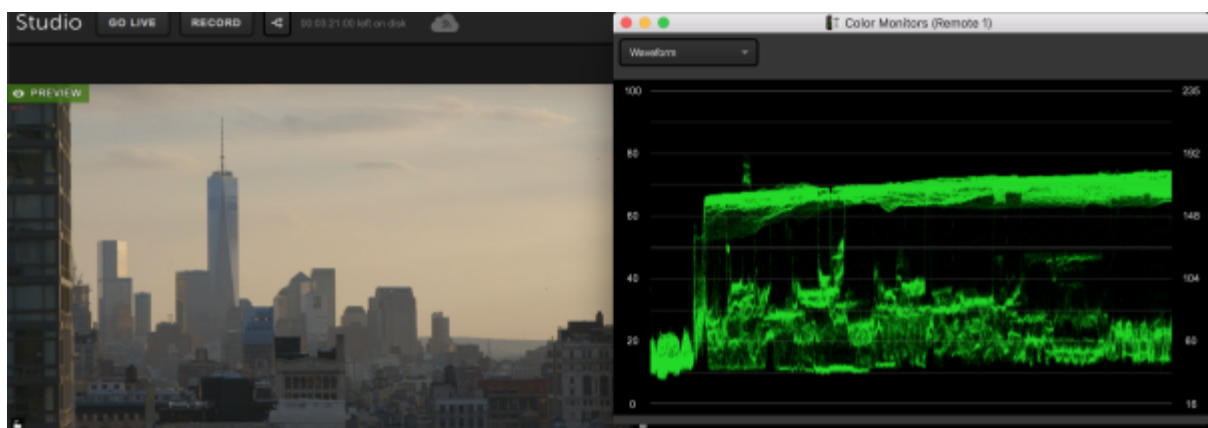 Studio GO LIVE RECORD 00:03:21:00 left on disk
PREVIEW
Color Monitors (Remote 1)
Waveform
100 235
80 192
60 148
40 104
20 60
0 16